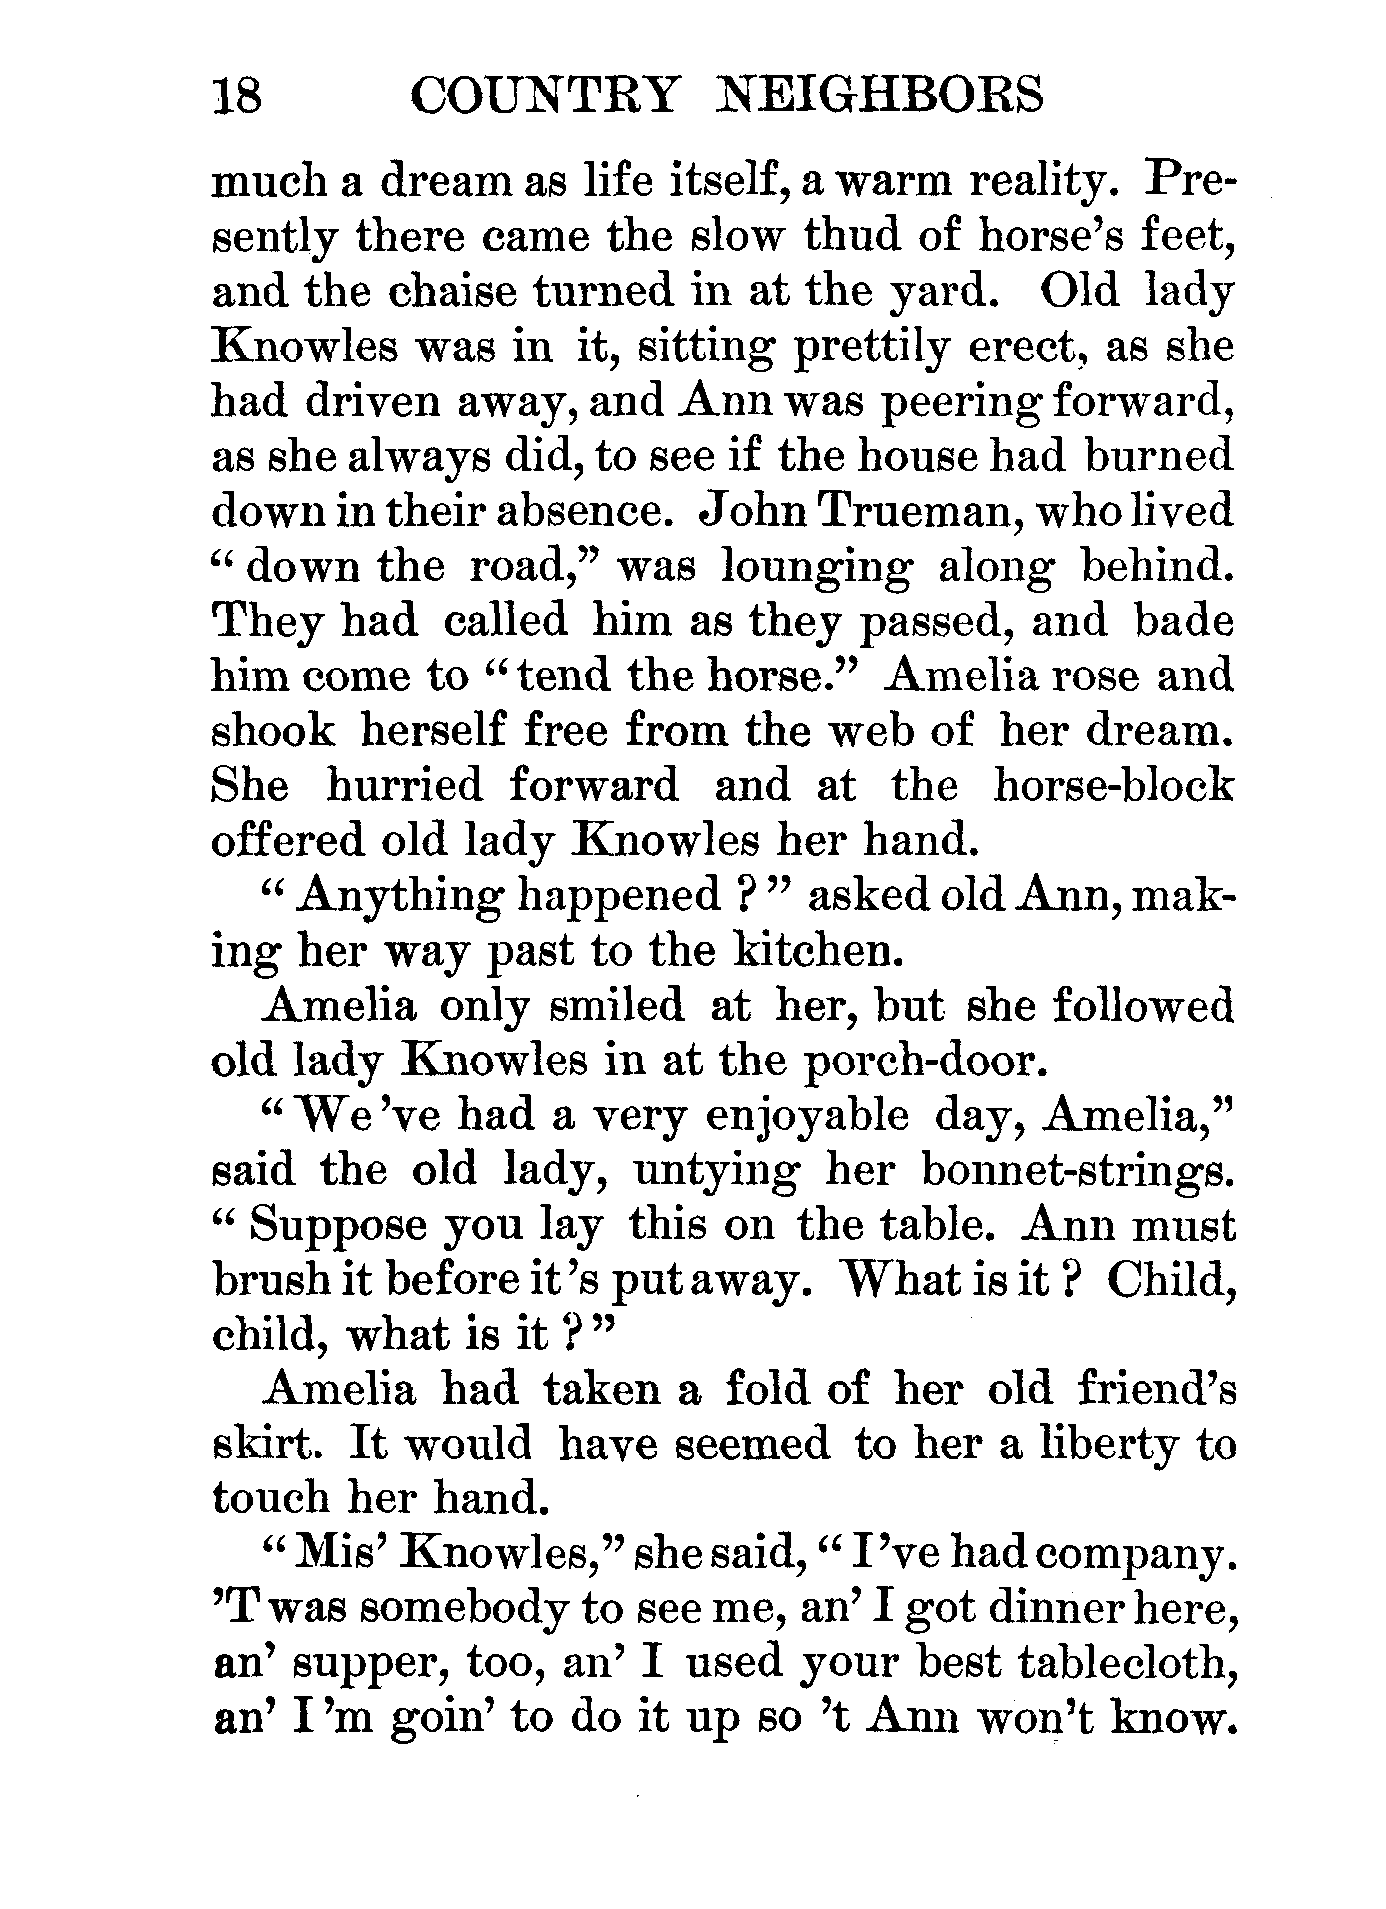 18 COUNTRY NEIGHBORS
much a dream as life itself, a warm reality. Pre-
sently there came the slow thud of horse's feet,
and the chaise turned in at the yard. Old lady
Knowles was in it, sitting prettily erect, as she
had driven away, and Ann was peering forward,
as she always did, to see if the house had burned
down in their absence. John Trueman, who lived
“ down the road,” was lounging along behind.
They had called him as they passed, and bade
him come to “ tend the horse.” Amelia rose and
shook herself free from the web of her dream.
She hurried forward and at the horse-block
offered old lady Knowles her hand.
“ Anything happened ? ” asked old Ann, mak-
ing her way past to the kitchen.
Amelia only smiled at her, but she followed
old lady Knowles in at the porch-door.
“ We 've had a very enjoyable day, Amelia,”
said the old lady, untying her bonnet-strings.
“ Suppose you lay this on the table. Ann must
brush it before it 's put away. What is it ? Child,
child, what is it ? ”
Amelia had taken a fold of her old friend's
skirt. It would have seemed to her a liberty to
touch her hand.
“ Mis' Knowles,” she said, “ I 've had company.
'T was somebody to see me, an' I got dinner here,
an' supper, too, an' I used your best tablecloth,
an' I 'm goin' to do it up so 't Ann won't know.